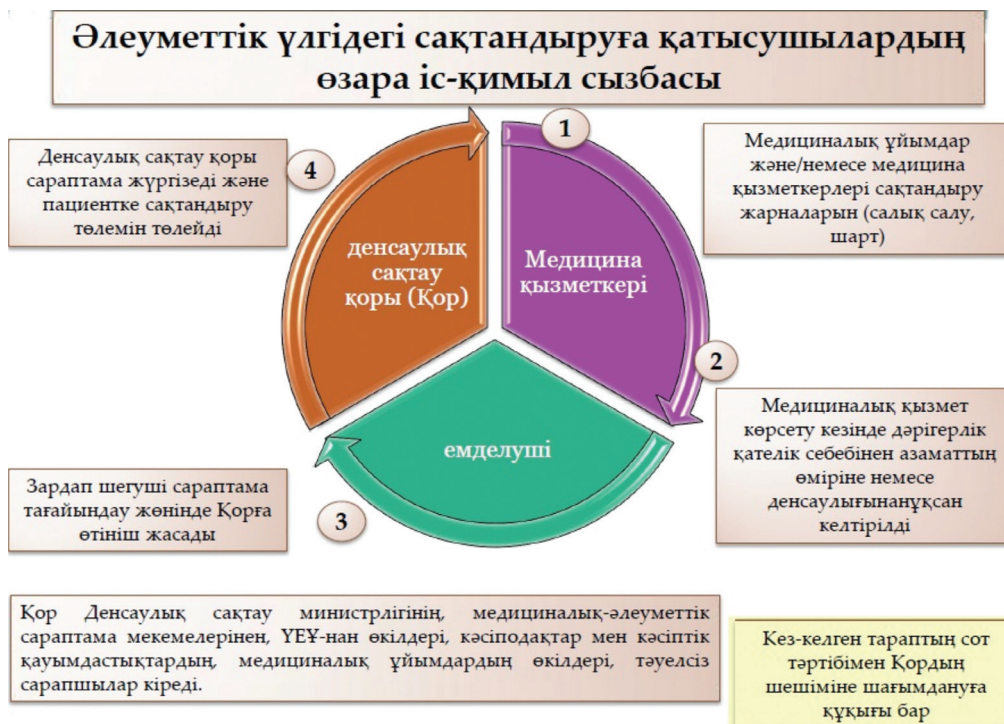 Әлеуметтік үлгідегі сақтандыруға қатысушылардың
өзара іс-қимыл сызбасы
1
Медициналық ұйымдар
және/немесе медицина
қызметкерлері сақтандыру
жарналарын (салық салу,
шарт)
4
Денсаулық сақтау қоры
сараптама жүргізеді және
пациентке сақтандыру
төлемін төлейді
денсаулық
сақтау
қоры (Қор)
Медицина
қызметкері
2
Медициналық қызмет
көрсету кезінде дәрігерлік
қателік себебінен азаматтың
өміріне немесе
денсаулығынанұқсан
келтірілді
емделуші
3
Зардап шегуші сараптама
тағайындау жөнінде Қорға
өтініш жасады
Қор Денсаулық сақтау министрлігінің, медициналық-әлеуметтік
сараптама мекемелерінен, ҮЕҰ-нан өкілдері, кәсіподақтар мен кәсіптік
қауымдастықтардың, медициналық ұйымдардың өкілдері, тәуелсіз
сарапшылар кіреді.
Кез-келген тараптың сот
тәртібімен Қордың
шешіміне шағымдануға
құқығы бар